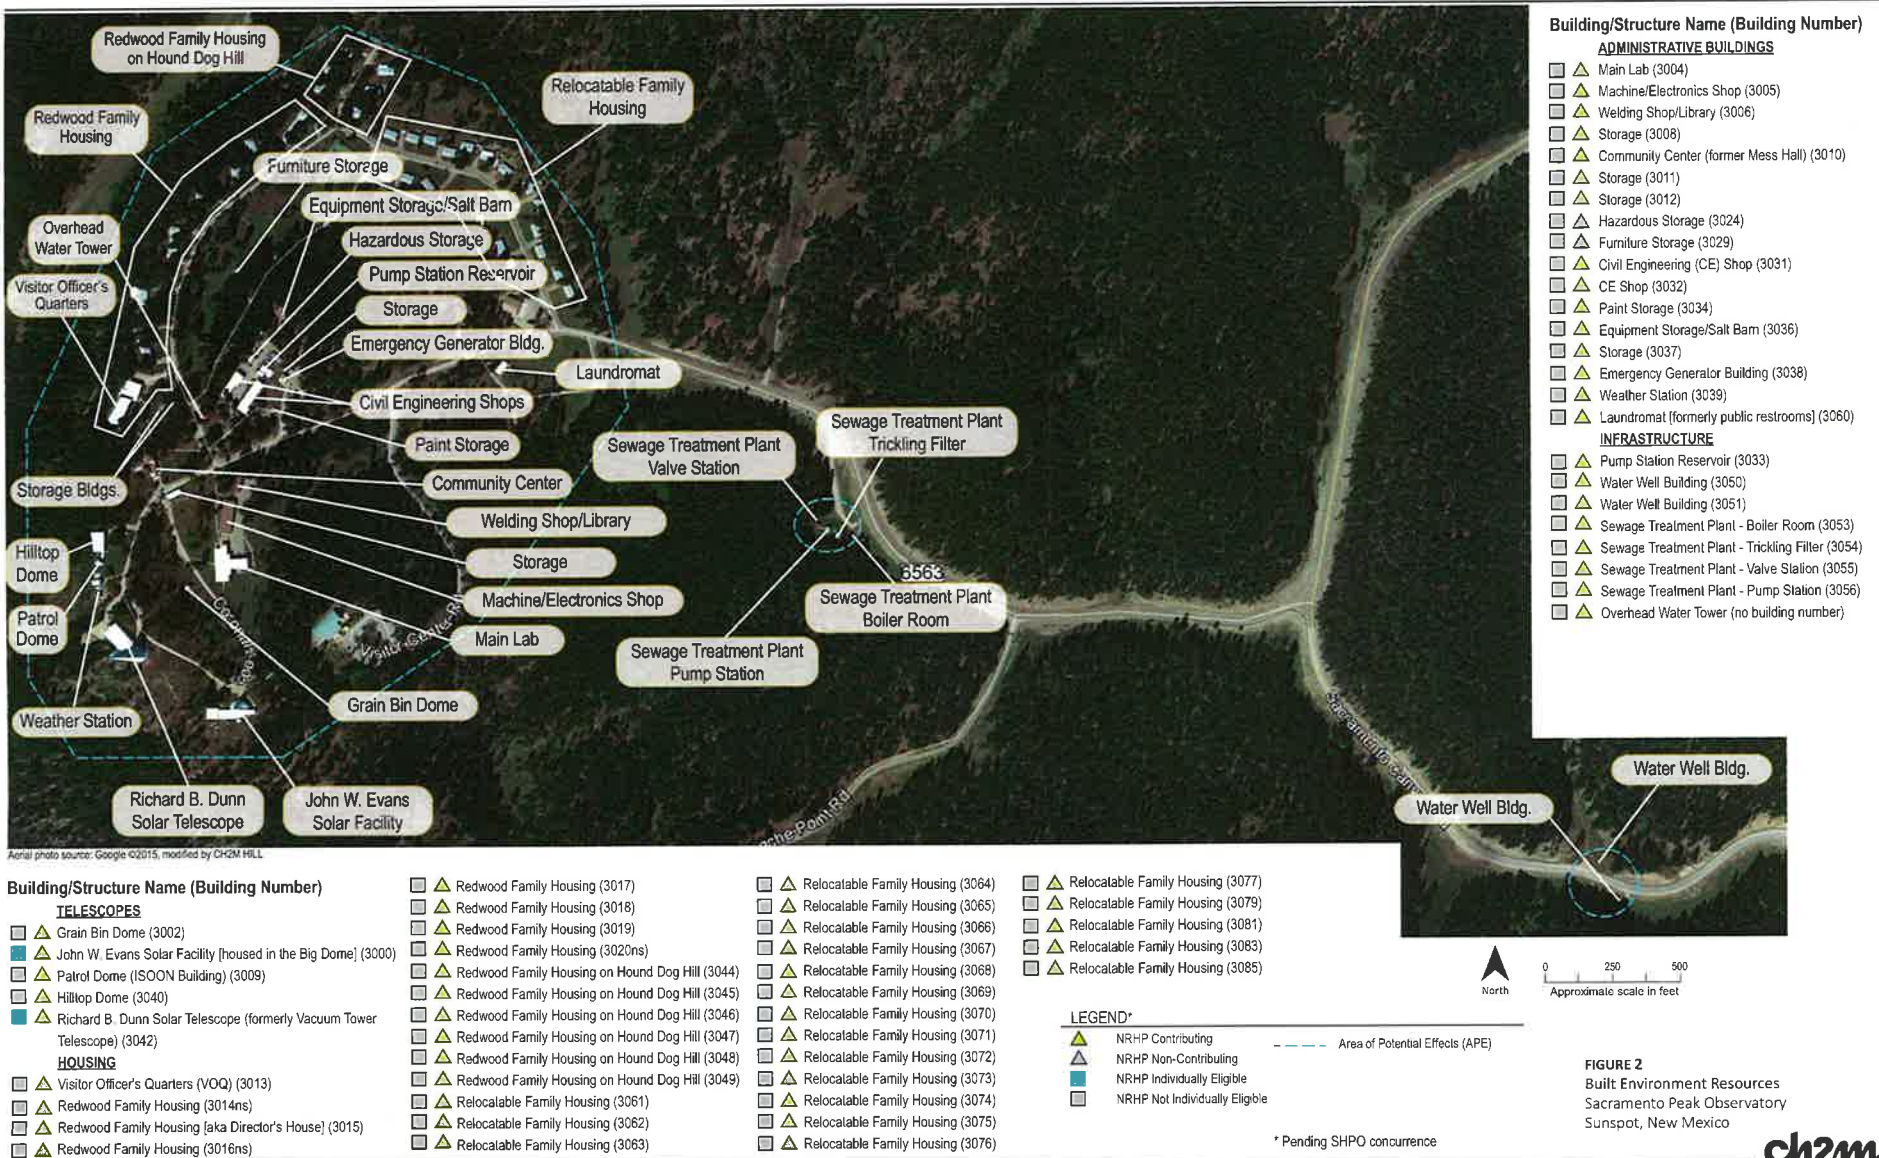 Redwood Family Housing
on Hound Dog Hill
Relocatable Family
Housing
Redwood Family
Housing
Furniture Storage
Equipment Storage/Salt Barn
Overhead
Water Tower
Hazardous Storage
Pump Station Reservoir
Visitor Officer's
Quarters
Storage
Emergency Generator Bldg.
Laundromat
Civil Engineering Shops
Paint Storage
Sewage Treatment Plant
Trickling Filter
Sewage Treatment Plant
Valve Station
Storage Bldgs.
Community Center
Welding Shop/Library
Hilltop
Dome
Storage
6563
Machine/Electronics Shop
Sewage Treatment Plant
Boiler Room
Patrol
Dome
Main Lab
Visitor Center Rd
Sewage Treatment Plant
Pump Station
Grain Bin Dome
Weather Station
Richard B. Dunn
Solar Telescope
John W. Evans
Solar Facility
che Point Rd
Water Well Bldg.
Water Well Bldg.
Aerial photo source: Google ©2015, modified by CH2M HILL
Building/Structure Name (Building Number)
ADMINISTRATIVE BUILDINGS
Main Lab (3004)
Machine/Electronics Shop (3005)
Welding Shop/Library (3006)
Storage (3008)
Community Center (former Mess Hall) (3010)
Storage (3011)
Storage (3012)
Hazardous Storage (3024)
Furniture Storage (3029)
Civil Engineering (CE) Shop (3031)
CE Shop (3032)
Paint Storage (3034)
Equipment Storage/Salt Barn (3036)
Storage (3037)
Emergency Generator Building (3038)
Weather Station (3039)
Laundromat [formerly public restrooms] (3060)
INFRASTRUCTURE
Pump Station Reservoir (3033)
Water Well Building (3050)
Water Well Building (3051)
Sewage Treatment Plant - Boiler Room (3053)
Sewage Treatment Plant - Trickling Filter (3054)
Sewage Treatment Plant - Valve Station (3055)
Sewage Treatment Plant - Pump Station (3056)
Overhead Water Tower (no building number)
Building/Structure Name (Building Number)
TELESCOPES
Grain Bin Dome (3002)
John W. Evans Solar Facility [housed in the Big Dome] (3000)
Patrol Dome (ISOON Building) (3009)
Hilltop Dome (3040)
Richard B. Dunn Solar Telescope (formerly Vacuum Tower
Telescope) (3042)
HOUSING
Visitor Officer's Quarters (VOQ) (3013)
Redwood Family Housing (3014ns)
Redwood Family Housing [aka Director's House] (3015)
Redwood Family Housing (3016ns)
Redwood Family Housing (3017)
Redwood Family Housing (3018)
Redwood Family Housing (3019)
Redwood Family Housing (3020ns)
Redwood Family Housing on Hound Dog Hill (3044)
Redwood Family Housing on Hound Dog Hill (3045)
Redwood Family Housing on Hound Dog Hill (3046)
Redwood Family Housing on Hound Dog Hill (3047)
Redwood Family Housing on Hound Dog Hill (3048)
Redwood Family Housing on Hound Dog Hill (3049)
Relocatable Family Housing (3061)
Relocatable Family Housing (3062)
Relocatable Family Housing (3063)
Relocatable Family Housing (3064)
Relocatable Family Housing (3065)
Relocatable Family Housing (3066)
Relocatable Family Housing (3067)
Relocatable Family Housing (3068)
Relocatable Family Housing (3069)
Relocatable Family Housing (3070)
Relocatable Family Housing (3071)
Relocatable Family Housing (3072)
Relocatable Family Housing (3073)
Relocatable Family Housing (3074)
Relocatable Family Housing (3075)
Relocatable Family Housing (3076)
Relocatable Family Housing (3077)
Relocatable Family Housing (3079)
Relocatable Family Housing (3081)
Relocatable Family Housing (3083)
Relocatable Family Housing (3085)
LEGEND*
NRHP Contributing
NRHP Non-Contributing
NRHP Individually Eligible
NRHP Not Individually Eligible
Area of Potential Effects (APE)
* Pending SHPO concurrence
North
0 250 500
Approximate scale in feet
FIGURE 2
Built Environment Resources
Sacramento Peak Observatory
Sunspot, New Mexico
ch2m